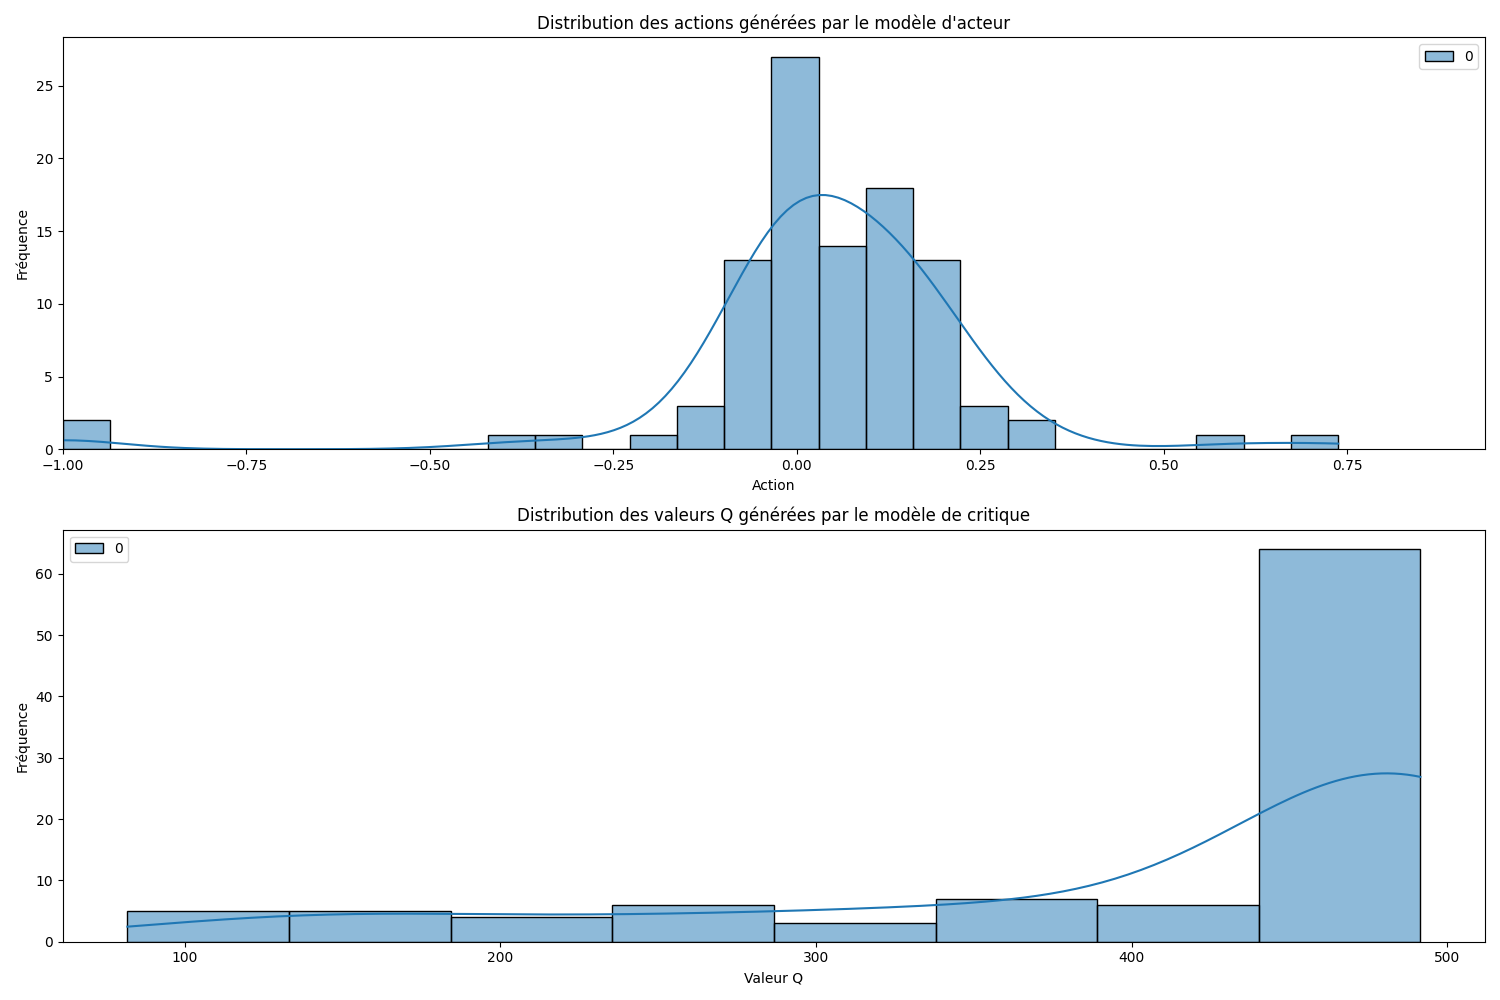 Distribution des actions générées par le modèle d'acteur
0
25
20
15
10
5
0
Fréquence
−1.00 −0.75 −0.50 −0.25 0.00 0.25 0.50 0.75
Action
Distribution des valeurs Q générées par le modèle de critique
0
60
50
40
30
20
10
0
Fréquence
100 200 300 400 500
Valeur Q